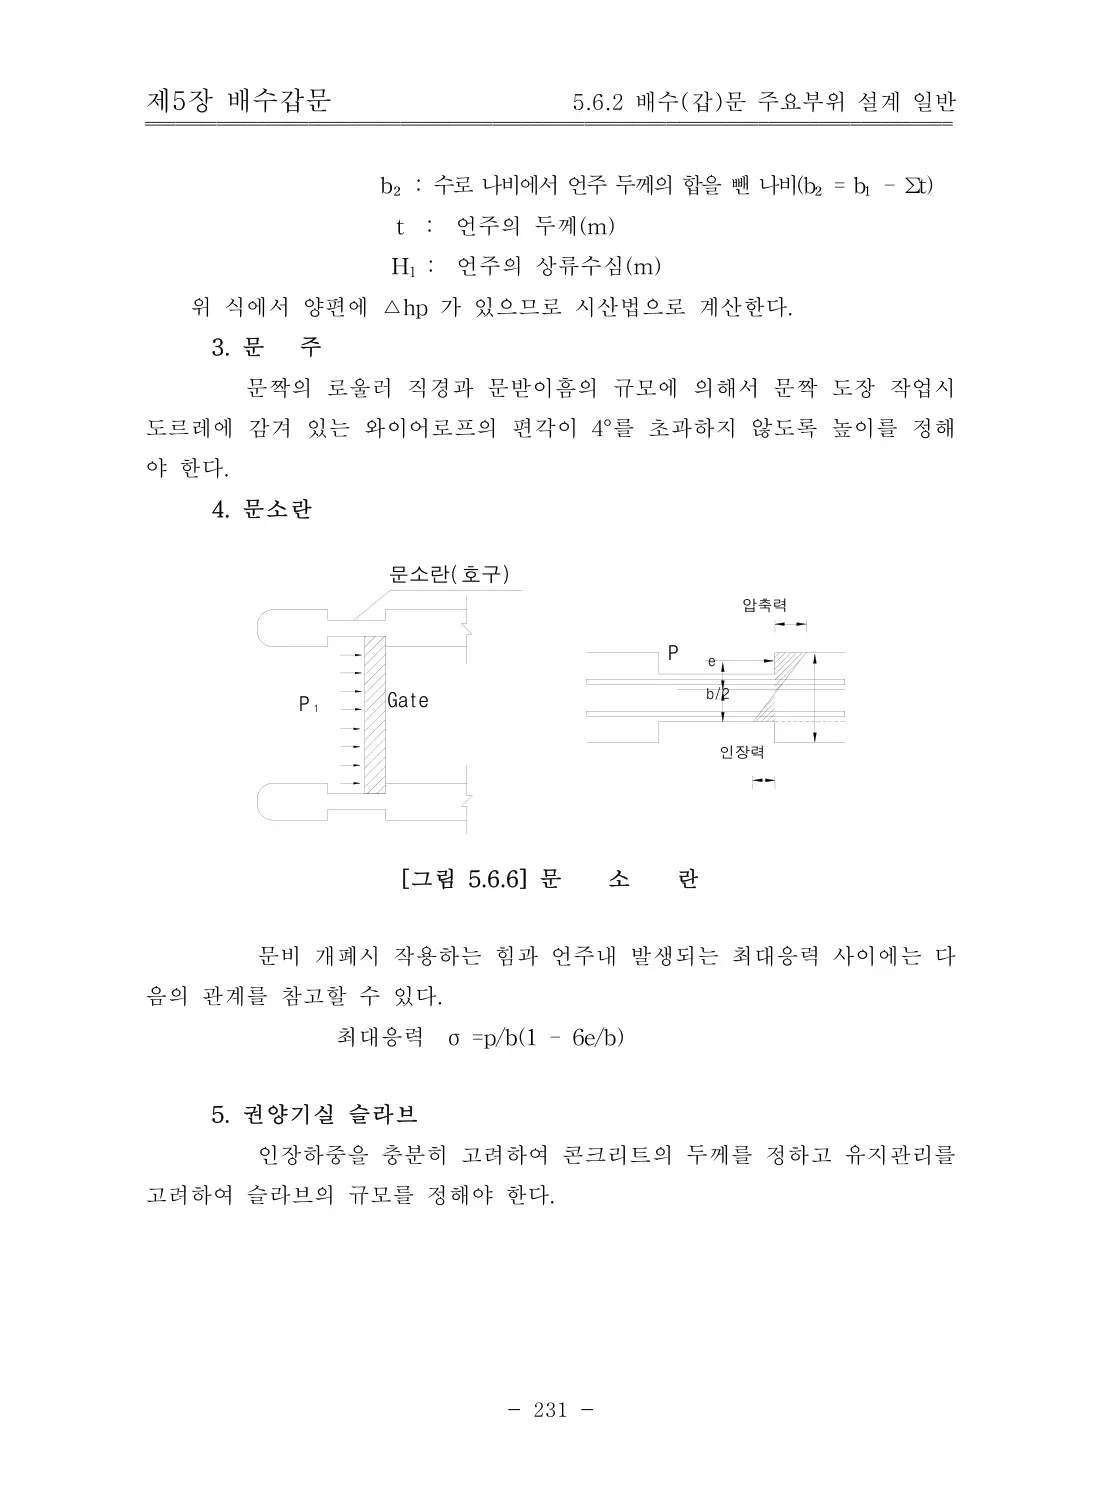 제5장 배수갑문
5.6.2 배수(갑)문 주요부위 설계 일반
b₂ : 수로 나비에서 언주 두께의 합을 뺀 나비(b₂ = b₁ - Σt)
t : 언주의 두께(m)
H₁ : 언주의 상류수심(m)
위 식에서 양편에 △hp 가 있으므로 시산법으로 계산한다.
3. 문 주
문짝의 로울러 직경과 문받이흠의 규모에 의해서 문짝 도장 작업시
도르레에 감겨 있는 와이어로프의 편각이 4°를 초과하지 않도록 높이를 정해
야 한다.
4. 문소란
문소란(호구)
P₁
Gate
압축력
P
e
b/2
인장력
[그림 5.6.6] 문 소 란
문비 개폐시 작용하는 힘과 언주내 발생되는 최대응력 사이에는 다
음의 관계를 참고할 수 있다.
최대응력 σ =p/b(1 - 6e/b)
5. 권양기실 슬라브
인장하중을 충분히 고려하여 콘크리트의 두께를 정하고 유지관리를
고려하여 슬라브의 규모를 정해야 한다.
- 231 -